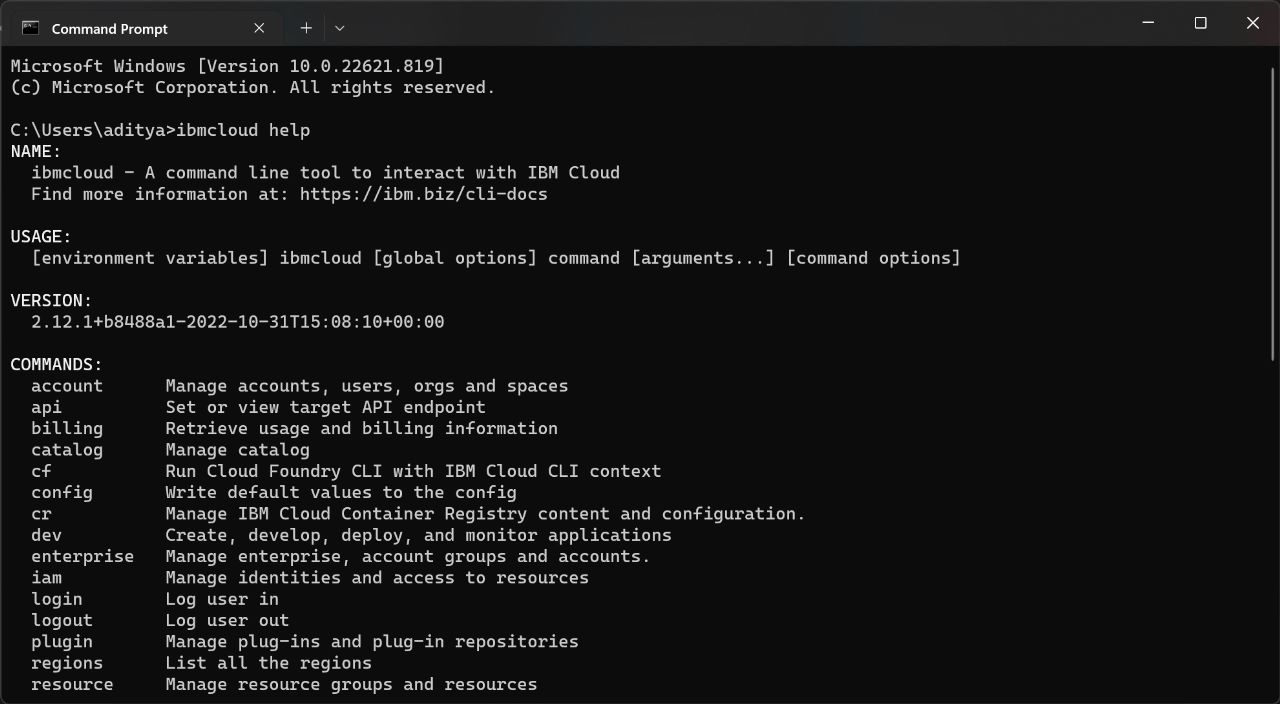 Command Prompt
Microsoft Windows [Version 10.0.22621.819]
(c) Microsoft Corporation. All rights reserved.
C:\Users\aditya>ibmcloud help
NAME:
ibmcloud - A command line tool to interact with IBM Cloud
Find more information at: https://ibm.biz/cli-docs
USAGE:
[environment variables] ibmcloud [global options] command [arguments...] [command options]
VERSION:
2.12.1+b8488a1-2022-10-31T15:08:10+00:00
COMMANDS:
account Manage accounts, users, orgs and spaces
api Set or view target API endpoint
billing Retrieve usage and billing information
catalog Manage catalog
cf Run Cloud Foundry CLI with IBM Cloud CLI context
config Write default values to the config
cr Manage IBM Cloud Container Registry content and configuration.
dev Create, develop, deploy, and monitor applications
enterprise Manage enterprise, account groups and accounts.
iam Manage identities and access to resources
login Log user in
logout Log user out
plugin Manage plug-ins and plug-in repositories
regions List all the regions
resource Manage resource groups and resources